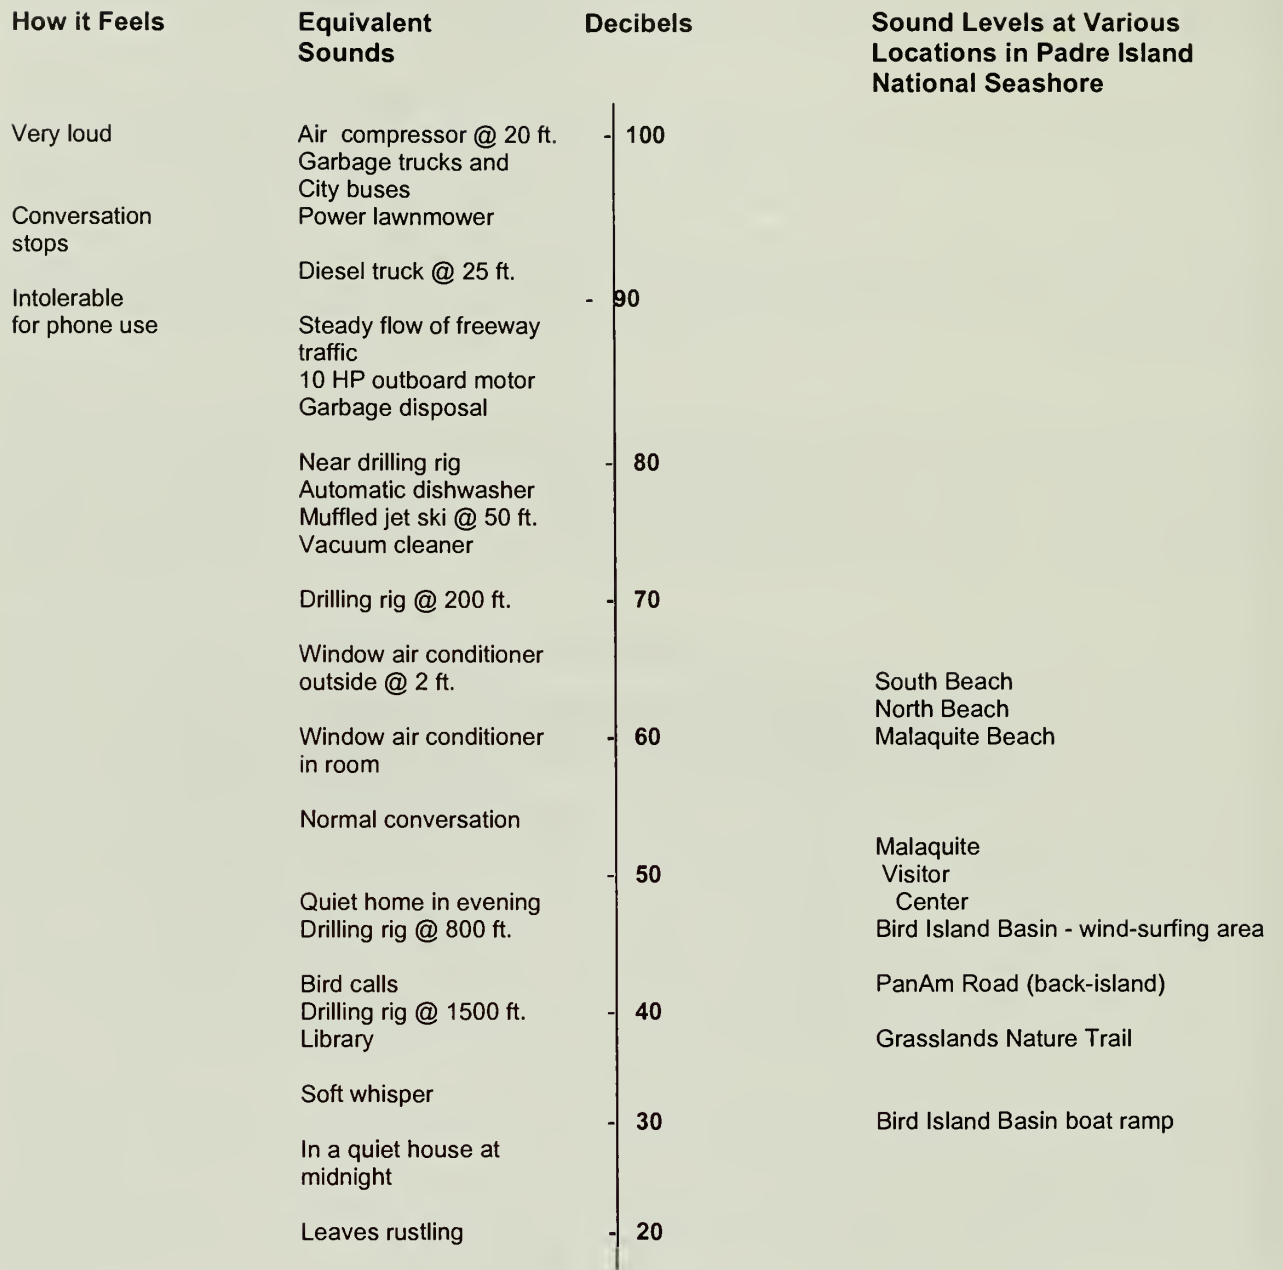 How it Feels Equivalent Decibels Sound Levels at Various
Sounds Locations in Padre Island
National Seashore
Very loud Air compressor @ 20 ft. - 100
Garbage trucks and
City buses
Conversation Power lawnmower
stops
Diesel truck @ 25 ft.
Intolerable - 90
for phone use Steady flow of freeway
traffic
10 HP outboard motor
Garbage disposal
Near drilling rig - 80
Automatic dishwasher
Muffled jet ski @ 50 ft.
Vacuum cleaner
Drilling rig @ 200 ft. - 70
Window air conditioner
outside @ 2 ft. South Beach
North Beach
Window air conditioner - 60 Malaquite Beach
in room
Normal conversation
Malaquite
- 50 Visitor
Quiet home in evening Center
Drilling rig @ 800 ft. Bird Island Basin - wind-surfing area
Bird calls PanAm Road (back-island)
Drilling rig @ 1500 ft. - 40
Library Grasslands Nature Trail
Soft whisper
- 30 Bird Island Basin boat ramp
In a quiet house at
midnight
Leaves rustling - 20